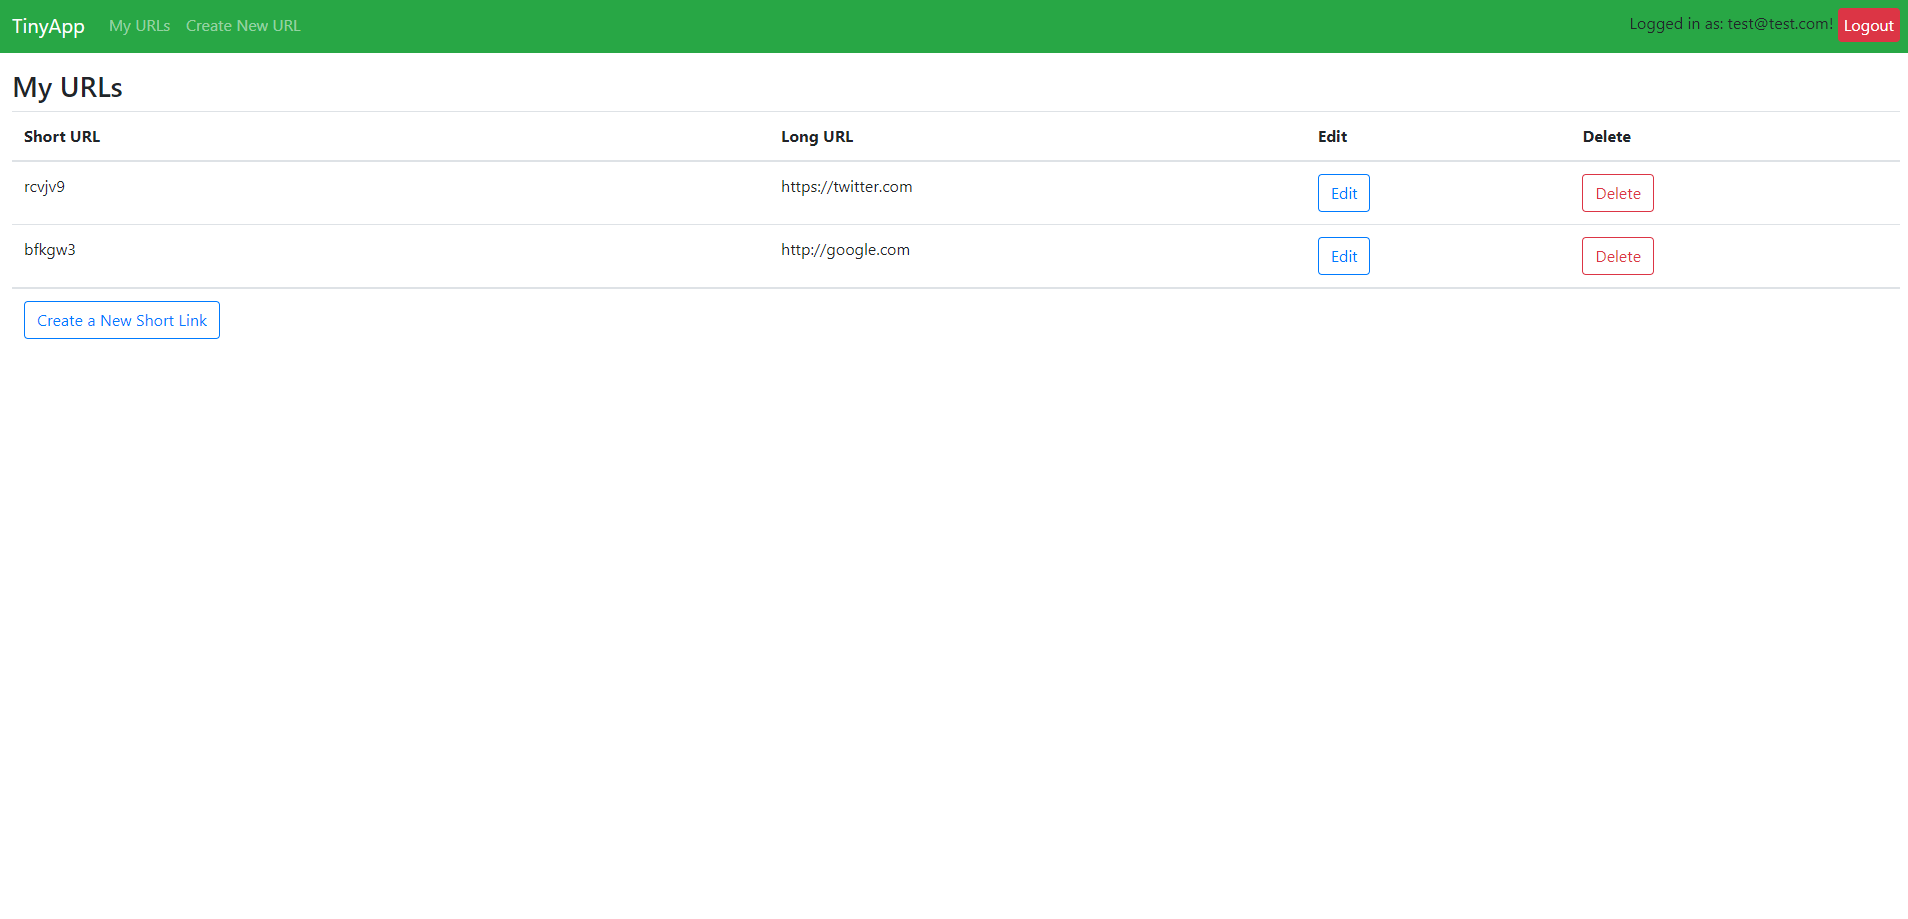 TinyApp My URLs Create New URL Logged in as: test@test.com! Logout
My URLs
Short URL Long URL Edit Delete
rcvjv9 https://twitter.com Edit Delete
bfkgw3 http://google.com Edit Delete
Create a New Short Link